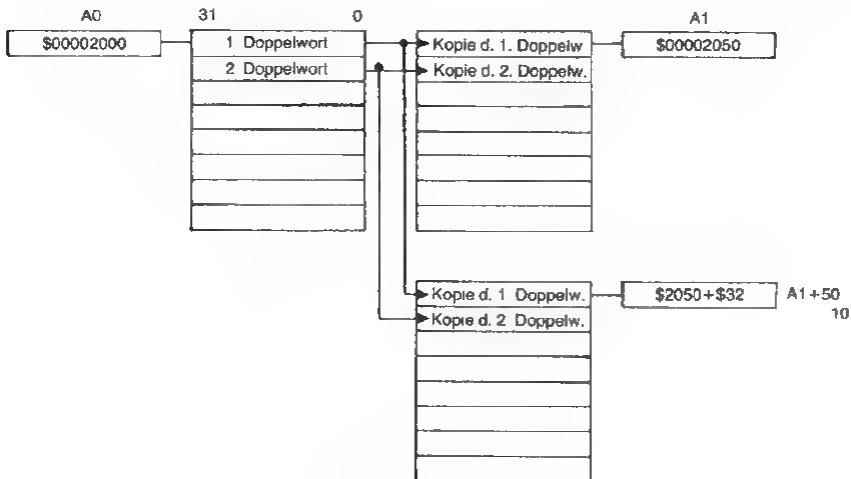 A0 31 0 A1
$00002000 1 Doppelwort Kopie d. 1. Doppelw $00002050
2 Doppelwort Kopie d. 2. Doppelw.
Kopie d. 1 Doppelw. $2050+$32 A1+50
10
Kopie d. 2 Doppelw.